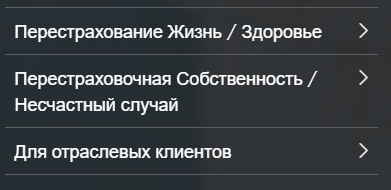 Перестрахование Жизнь / Здоровье
Перестраховочная Собственность /
Несчастный случай
Для отраслевых клиентов